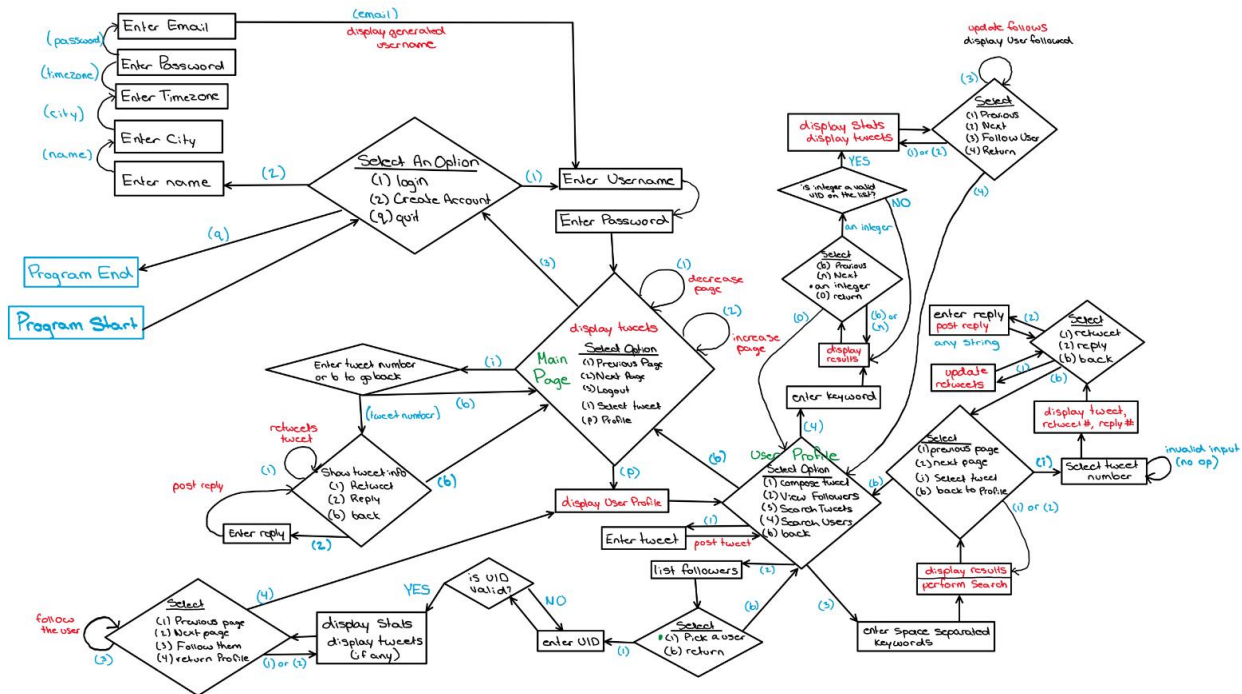 Enter Email
(password)
Enter Password
(timezone)
Enter Timezone
(city)
Enter City
(name)
Enter name
(email)
display generated
username
(2)
Select An Option
(1) login
(2) Create Account
(q) quit
(1)
Enter Username
Enter Password
(q)
Program End
Program Start
(3)
(1)
decrease
page
(2)
increase
page
display tweets
Main
Page
Select Option
(1) Previous Page
(2) Next Page
(3) Logout
(i) Select tweet
(p) Profile
(i)
Enter tweet number
or b to go back
(b)
(tweet number)
retweets
tweet
(1)
Show tweet info
(1) Retweet
(2) Reply
(b) back
(b)
post reply
Enter reply
(2)
(p)
display User Profile
(b)
User Profile
Select Option
(1) compose tweet
(2) View Followers
(3) Search Tweets
(4) Search Users
(b) back
(1)
Enter tweet
post tweet
(2)
list followers
(b)
Select
(1) Pick a user
(b) return
(1)
enter UID
is UID
valid?
NO
YES
display Stats
display tweets
(if any)
(1) or (2)
(4)
Select
(1) Previous page
(2) Next page
(3) Follow them
(4) return Profile
follow
the user
(3)
(3)
enter space separated
keywords
display results
perform Search
(1) or (2)
Select
(1) previous page
(2) next page
(i) Select tweet
(b) back to Profile
(b)
(i)
Select tweet
number
invalid input
(no op)
display tweet,
retweet#, reply#
Select
(1) retweet
(2) reply
(b) back
(2)
enter reply
post reply
any string
(1)
update
retweets
(b)
(4)
enter keyword
display
results
(b) or
(n)
(0)
Select
(b) Previous
(n) Next
• an integer
(0) return
an integer
is integer a valid
UID on the list?
NO
YES
display Stats
display tweets
(1) or (2)
Select
(1) Previous
(2) Next
(3) Follow User
(4) Return
(3)
update follows
display User followed
(4)